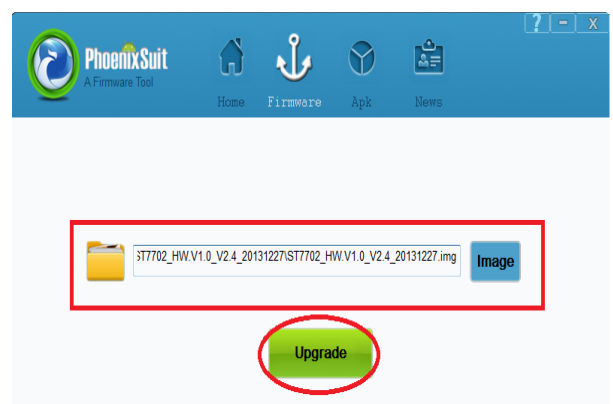 ? - x
PhoenixSuit
A Firmware Tool
Home Firmware Apk News
ST7702_HW.V1.0_V2.4_20131227\ST7702_HW.V1.0_V2.4_20131227.img
Image
Upgrade